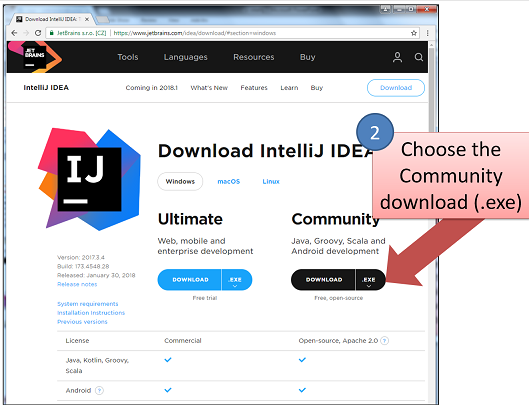 Download IntelliJ IDEA: T
JetBrains s.r.o. [CZ] | https://www.jetbrains.com/idea/download/#section=windows
JET
BRAINS
Tools Languages Resources Buy
IntelliJ IDEA Coming in 2018.1 What's New Features Learn Buy Download
IJ
Download IntelliJ IDEA
Windows macOS Linux
2
Choose the
Community
download (.exe)
Ultimate
Web, mobile and
enterprise development
DOWNLOAD .EXE
Free trial
Community
Java, Groovy, Scala and
Android development
DOWNLOAD .EXE
Free, open-source
Version: 2017.3.4
Build: 173.4548.28
Released: January 30, 2018
Release notes
System requirements
Installation Instructions
Previous versions
License Commercial Open-source, Apache 2.0 ?
Java, Kotlin, Groovy,
Scala
Android ?